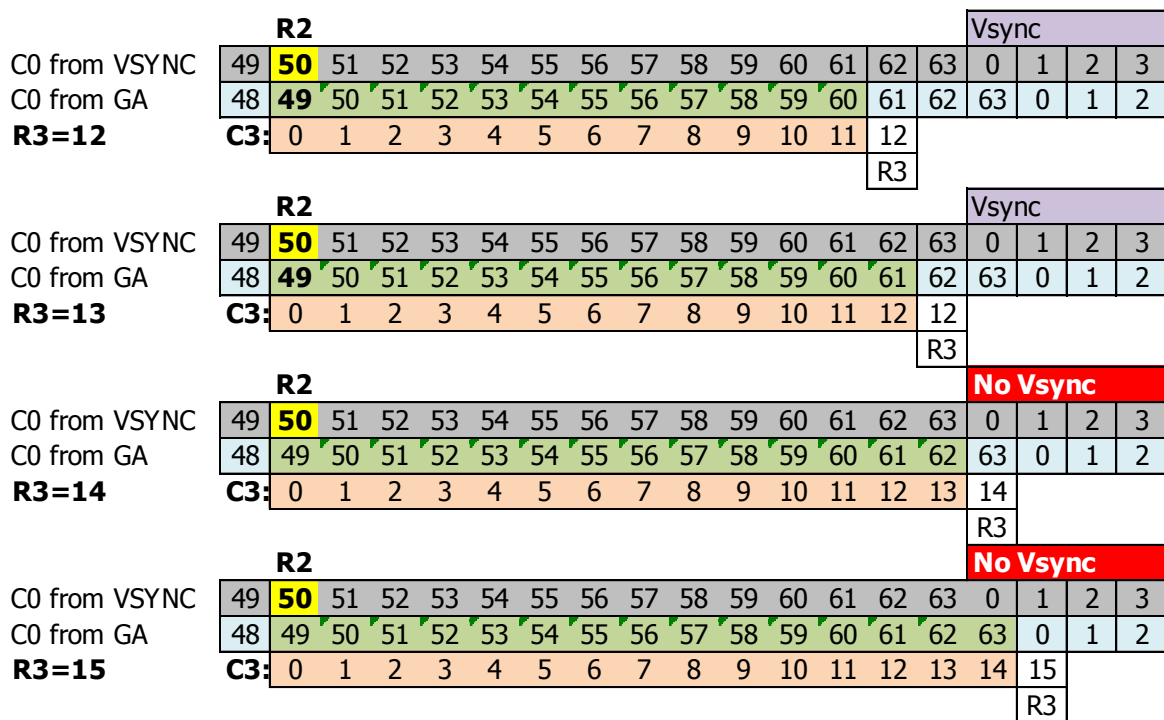 R2 Vsync
C0 from VSYNC 49 50 51 52 53 54 55 56 57 58 59 60 61 62 63 0 1 2 3
C0 from GA 48 49 50 51 52 53 54 55 56 57 58 59 60 61 62 63 0 1 2
R3=12 C3: 0 1 2 3 4 5 6 7 8 9 10 11 12
R3
R2 Vsync
C0 from VSYNC 49 50 51 52 53 54 55 56 57 58 59 60 61 62 63 0 1 2 3
C0 from GA 48 49 50 51 52 53 54 55 56 57 58 59 60 61 62 63 0 1 2
R3=13 C3: 0 1 2 3 4 5 6 7 8 9 10 11 12 12
R3
R2 No Vsync
C0 from VSYNC 49 50 51 52 53 54 55 56 57 58 59 60 61 62 63 0 1 2 3
C0 from GA 48 49 50 51 52 53 54 55 56 57 58 59 60 61 62 63 0 1 2
R3=14 C3: 0 1 2 3 4 5 6 7 8 9 10 11 12 13 14
R3
R2 No Vsync
C0 from VSYNC 49 50 51 52 53 54 55 56 57 58 59 60 61 62 63 0 1 2 3
C0 from GA 48 49 50 51 52 53 54 55 56 57 58 59 60 61 62 63 0 1 2
R3=15 C3: 0 1 2 3 4 5 6 7 8 9 10 11 12 13 14 15
R3